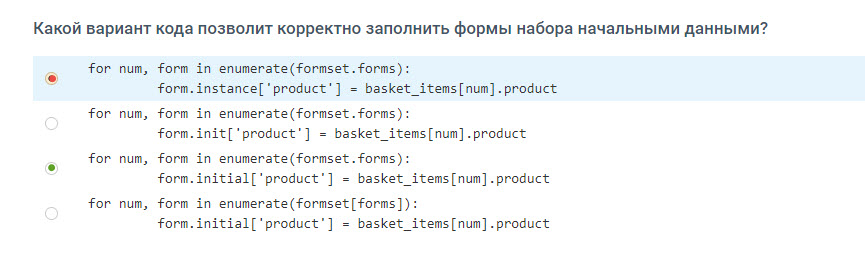 Какой вариант кода позволит корректно заполнить формы набора начальными данными?
for num, form in enumerate(formset.forms):
form.instance['product'] = basket_items[num].product
for num, form in enumerate(formset.forms):
form.init['product'] = basket_items[num].product
for num, form in enumerate(formset.forms):
form.initial['product'] = basket_items[num].product
for num, form in enumerate(formset[forms]):
form.initial['product'] = basket_items[num].product